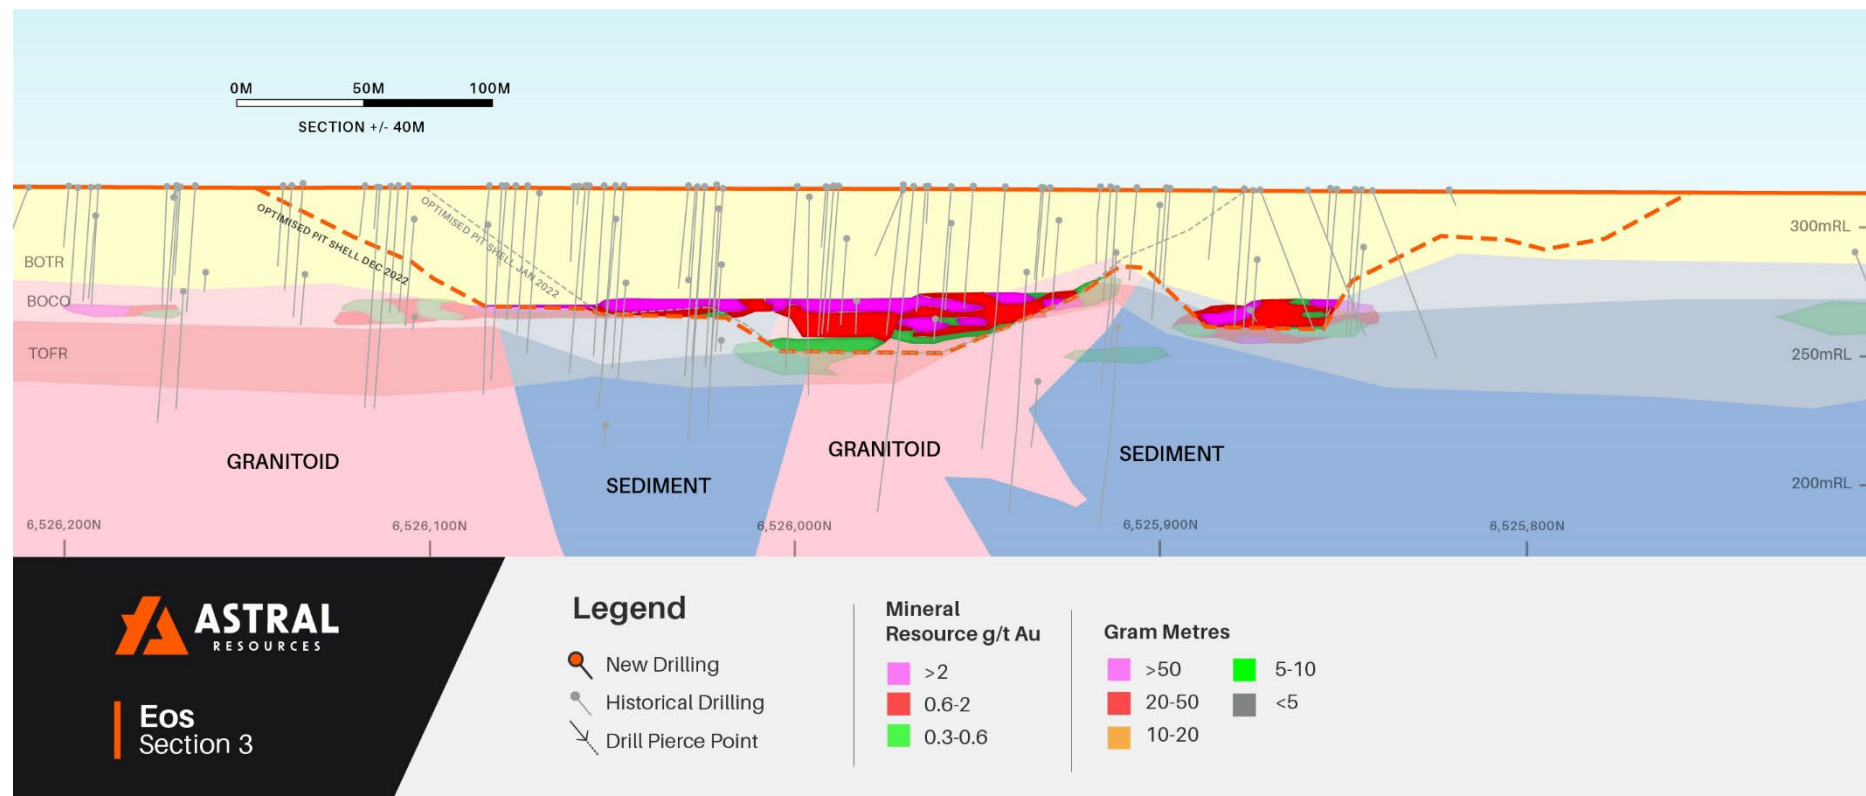 0M 50M 100M
SECTION +/- 40M
OPTIMISED PIT SHELL DEC 2022
OPTIMISED PIT SHELL JAN 2022
300mRL
BOTR
BOCO
TOFR
250mRL
GRANITOID
SEDIMENT
GRANITOID
SEDIMENT
200mRL
6,526,200N 6,526,100N 6,526,000N 6,525,900N 6,525,800N
ASTRAL
RESOURCES
Eos
Section 3
Legend
New Drilling
Historical Drilling
Drill Pierce Point
Mineral
Resource g/t Au
>2
0.6-2
0.3-0.6
Gram Metres
>50
20-50
10-20
5-10
<5